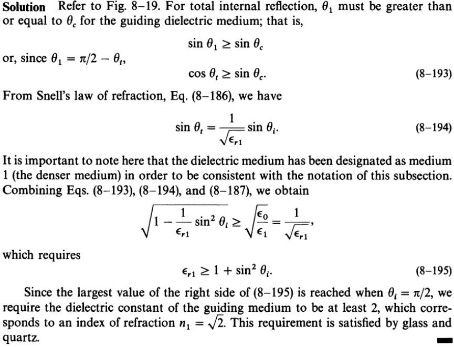 Solution Refer to Fig. 8–19. For total internal reflection, θ₁ must be greater than
or equal to θ_c for the guiding dielectric medium; that is,
sin θ₁ ≥ sin θ_c
or, since θ₁ = π/2 − θ_t,
cos θ_t ≥ sin θ_c. (8–193)
From Snell's law of refraction, Eq. (8–186), we have
sin θ_t = 1/√ϵ_r1 sin θ_i. (8–194)
It is important to note here that the dielectric medium has been designated as medium
1 (the denser medium) in order to be consistent with the notation of this subsection.
Combining Eqs. (8–193), (8–194), and (8–187), we obtain
√(1 − 1/ϵ_r1 sin² θ_i) ≥ √(ϵ₀/ϵ₁) = 1/√ϵ_r1,
which requires
ϵ_r1 ≥ 1 + sin² θ_i. (8–195)
Since the largest value of the right side of (8–195) is reached when θ_i = π/2, we
require the dielectric constant of the guiding medium to be at least 2, which corre-
sponds to an index of refraction n₁ = √2. This requirement is satisfied by glass and
quartz.